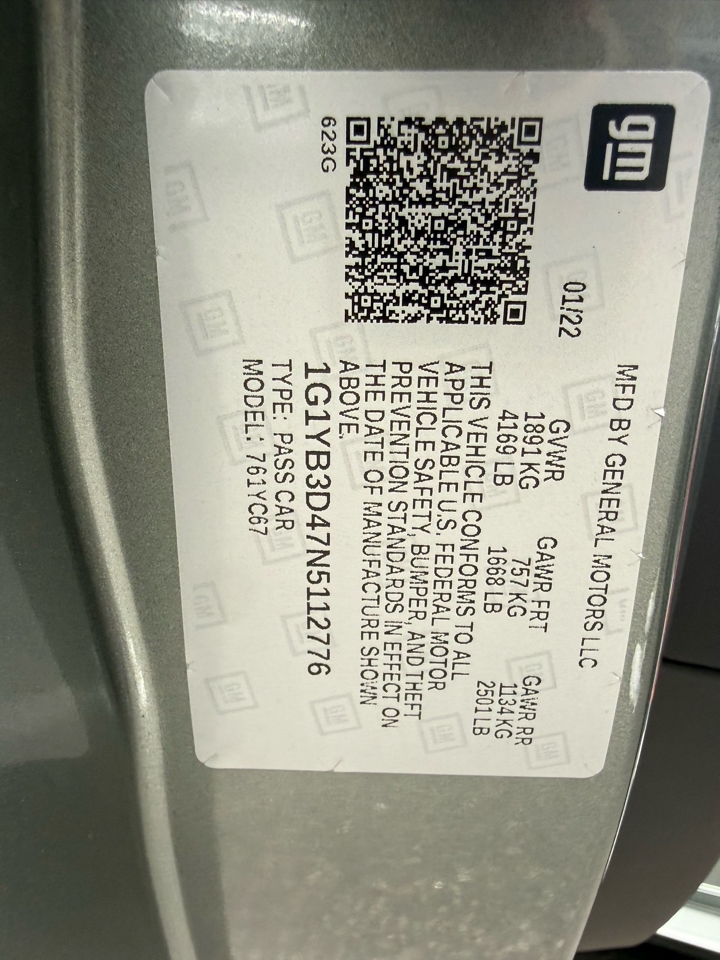 gm
MFD BY GENERAL MOTORS LLC
01/22
GVWR GAWR FRT GAWR RR
1891 KG 757 KG 1134 KG
4169 LB 1668 LB 2501 LB
THIS VEHICLE CONFORMS TO ALL
APPLICABLE U.S. FEDERAL MOTOR
VEHICLE SAFETY, BUMPER, AND THEFT
PREVENTION STANDARDS IN EFFECT ON
THE DATE OF MANUFACTURE SHOWN
ABOVE.
1G1YB3D47N5112776
TYPE: PASS CAR
MODEL: 761YC67
623G